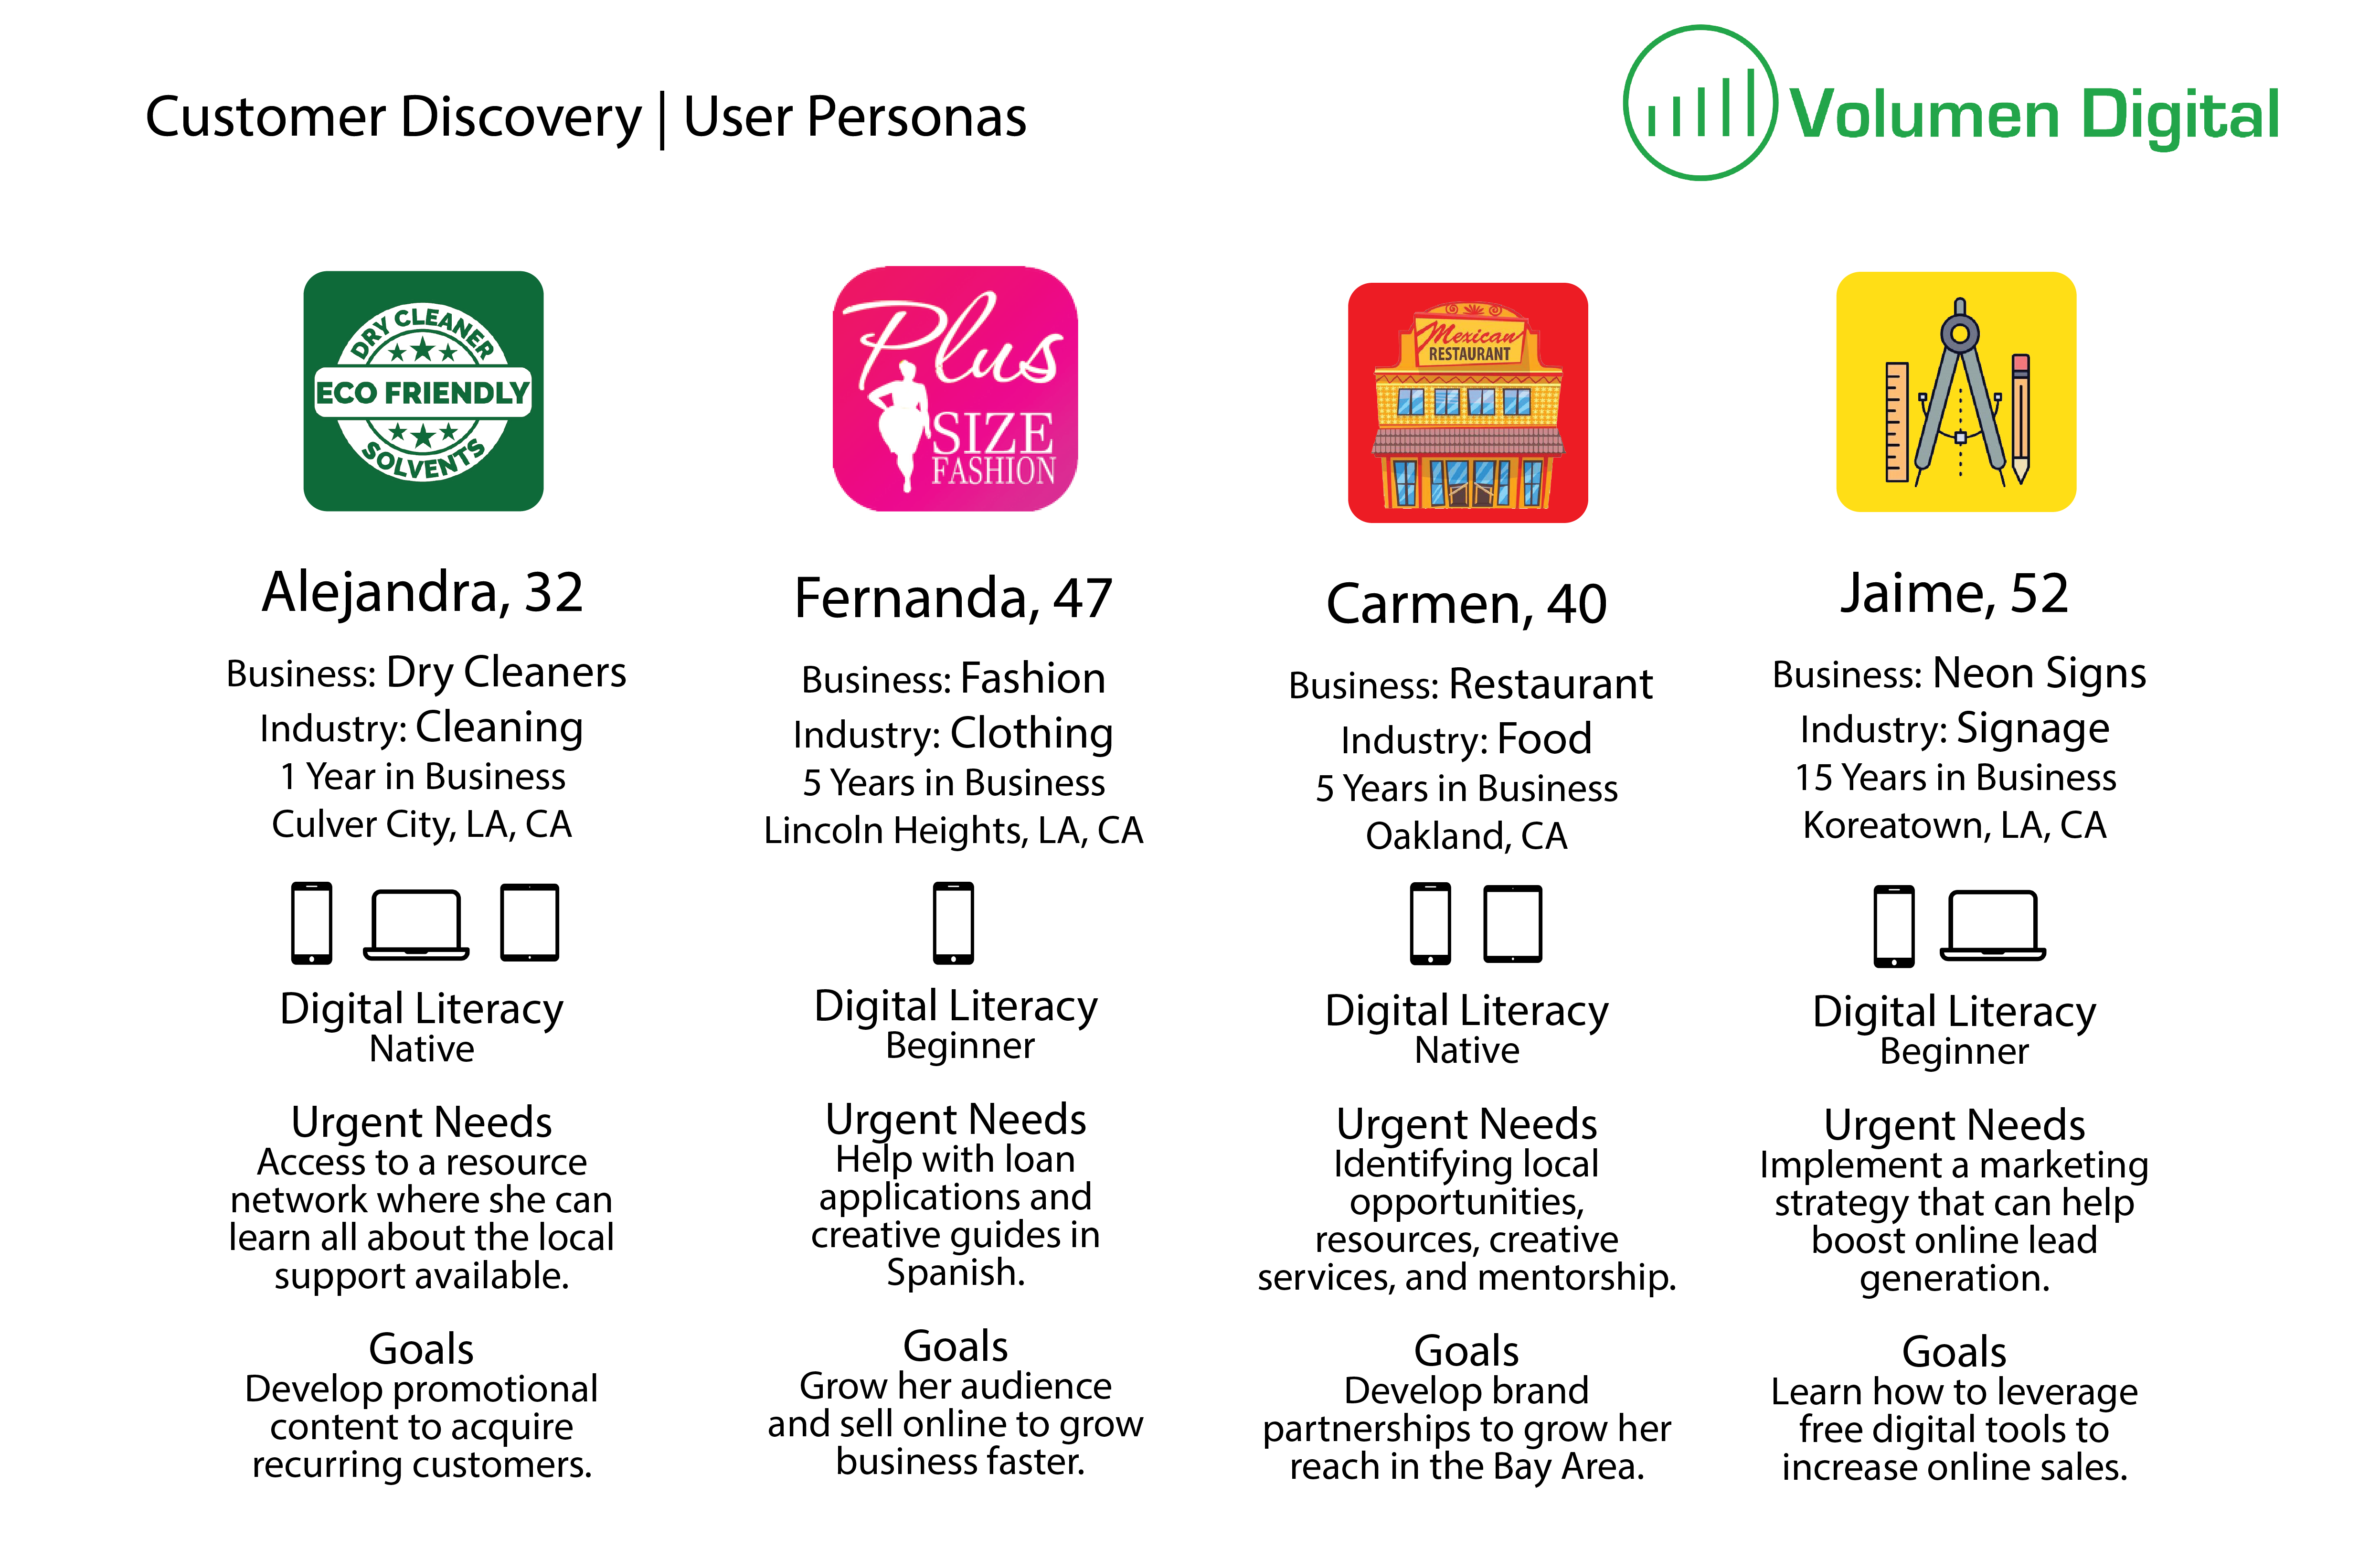 Customer Discovery | User Personas
Volumen Digital
DRY CLEANER
ECO FRIENDLY
SOLVENTS
Alejandra, 32
Business: Dry Cleaners
Industry: Cleaning
1 Year in Business
Culver City, LA, CA
Digital Literacy
Native
Urgent Needs
Access to a resource
network where she can
learn all about the local
support available.
Goals
Develop promotional
content to acquire
recurring customers.
Plus
SIZE
FASHION
Fernanda, 47
Business: Fashion
Industry: Clothing
5 Years in Business
Lincoln Heights, LA, CA
Digital Literacy
Beginner
Urgent Needs
Help with loan
applications and
creative guides in
Spanish.
Goals
Grow her audience
and sell online to grow
business faster.
Mexican
RESTAURANT
Carmen, 40
Business: Restaurant
Industry: Food
5 Years in Business
Oakland, CA
Digital Literacy
Native
Urgent Needs
Identifying local
opportunities,
resources, creative
services, and mentorship.
Goals
Develop brand
partnerships to grow her
reach in the Bay Area.
Jaime, 52
Business: Neon Signs
Industry: Signage
15 Years in Business
Koreatown, LA, CA
Digital Literacy
Beginner
Urgent Needs
Implement a marketing
strategy that can help
boost online lead
generation.
Goals
Learn how to leverage
free digital tools to
increase online sales.